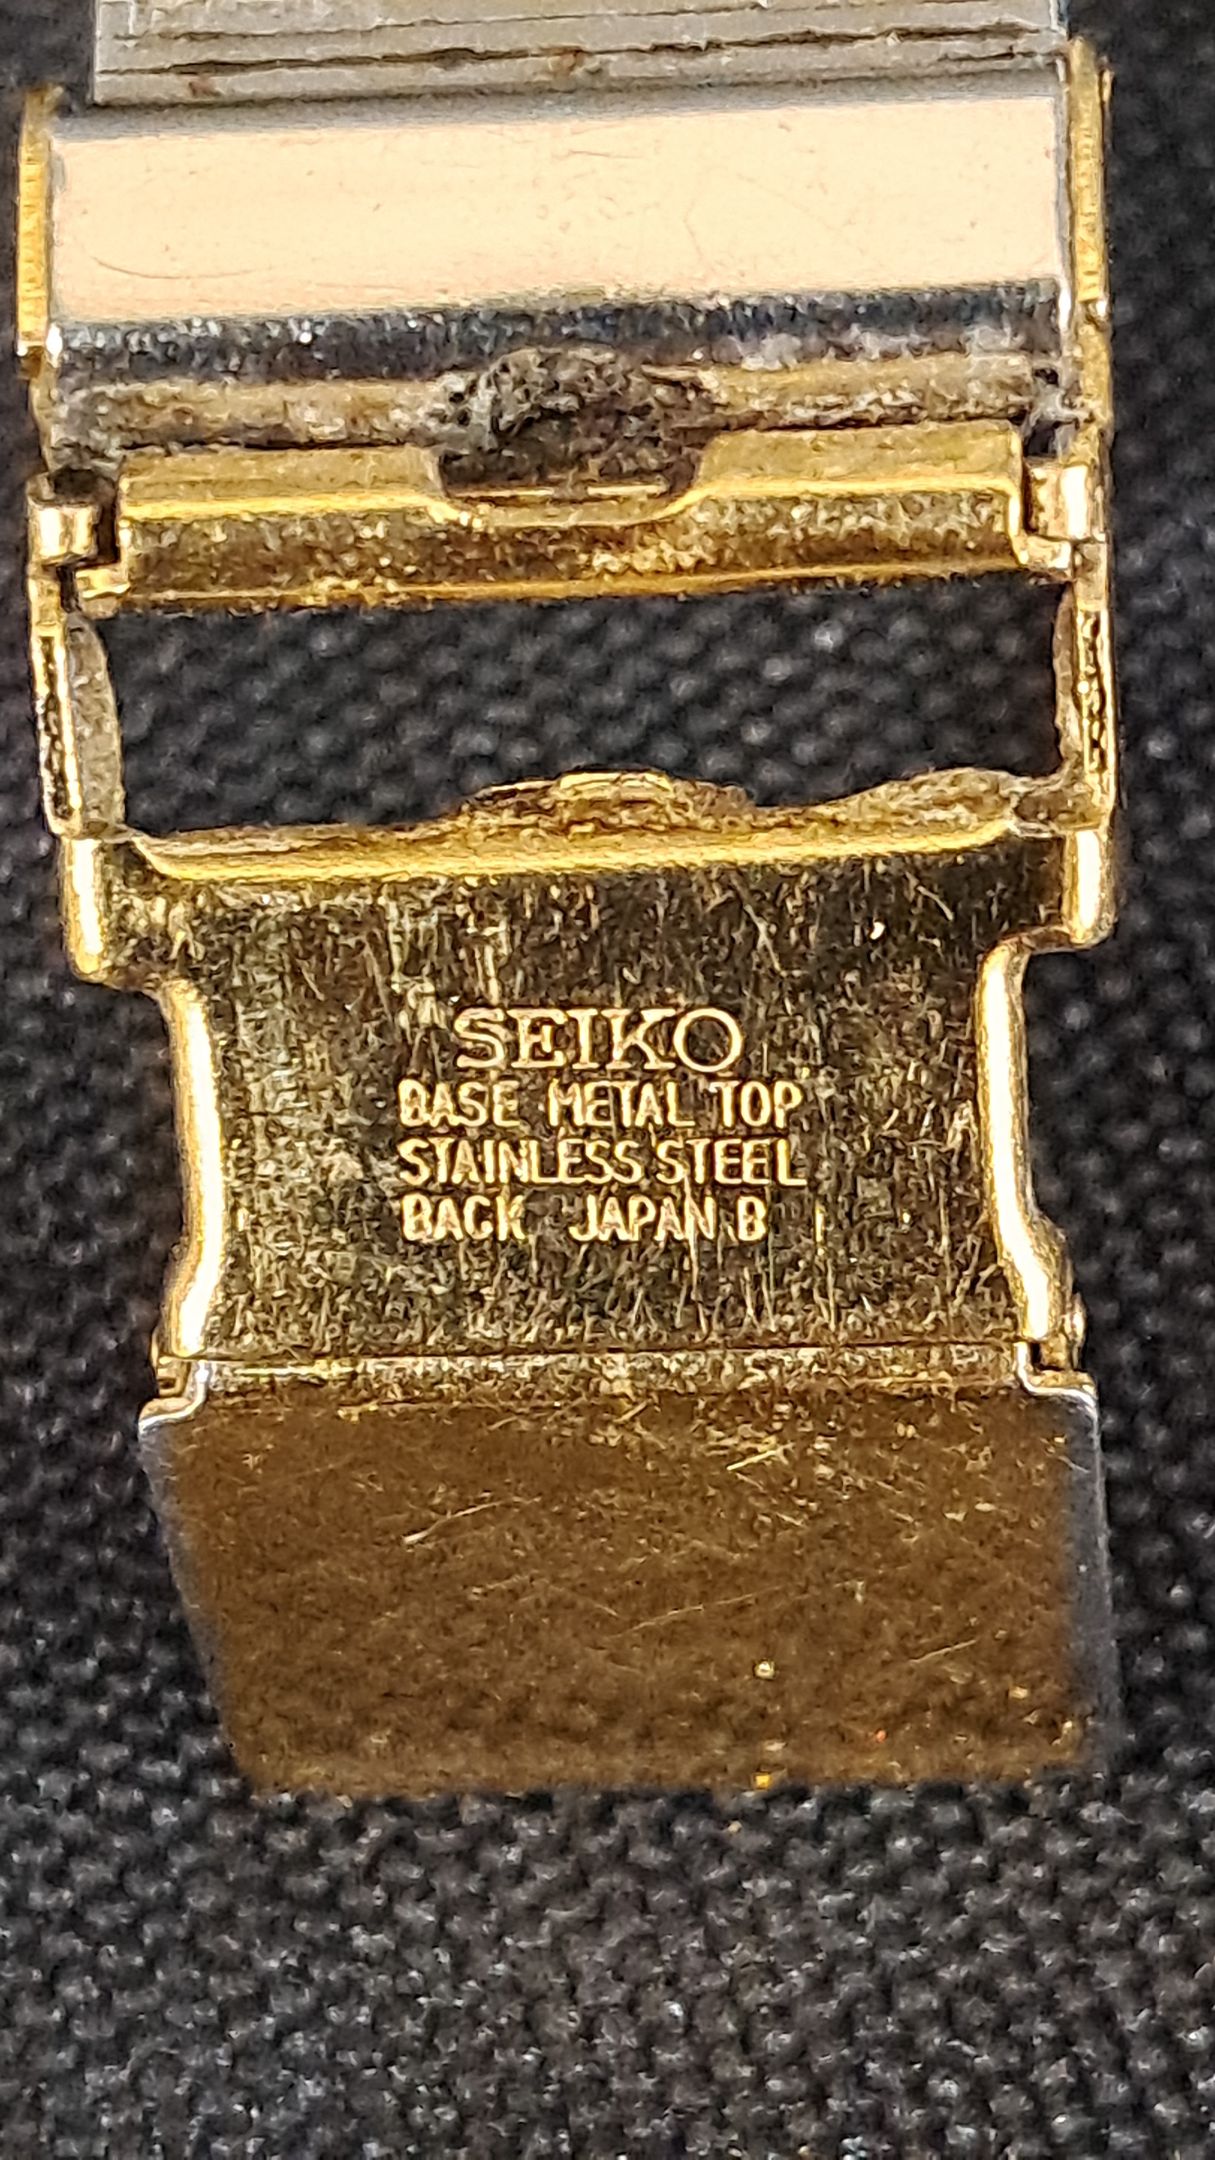 SEIKO
BASE METAL TOP
STAINLESS STEEL
BACK JAPAN B